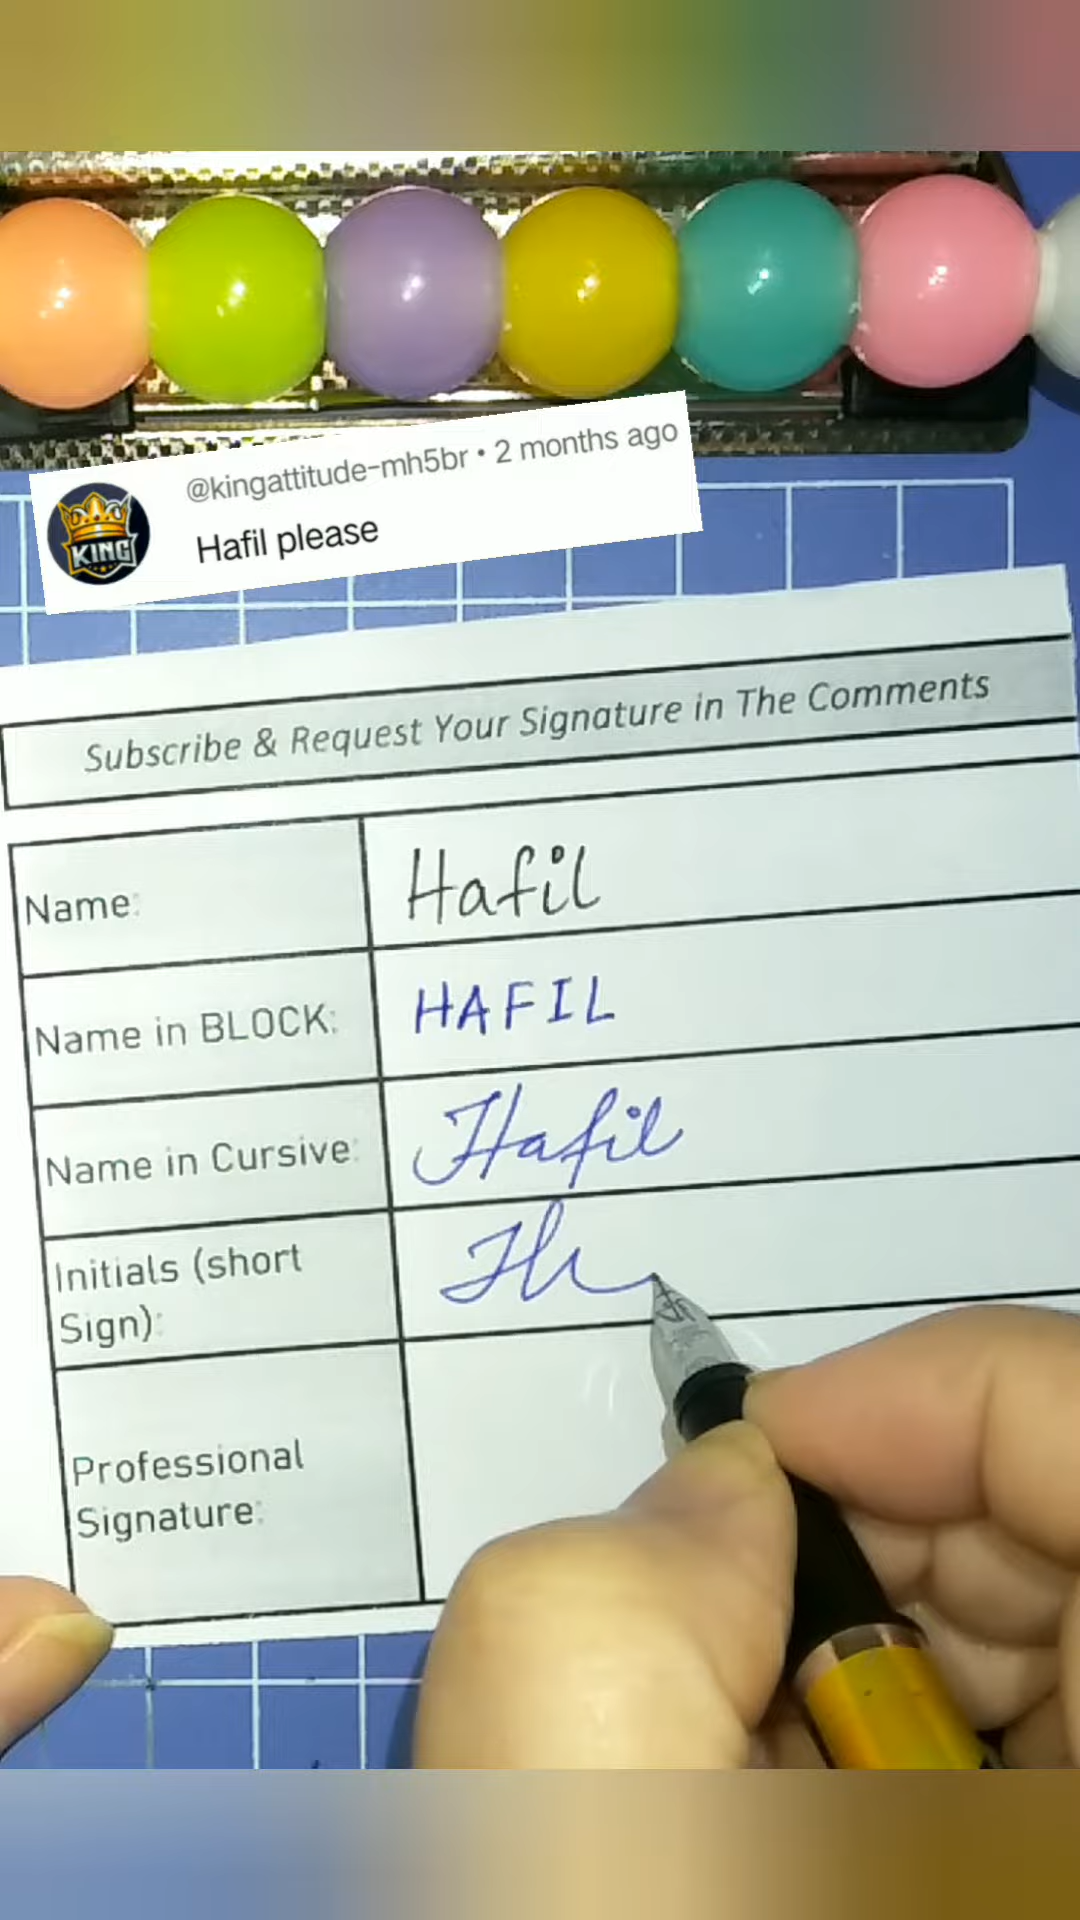 @kingattitude-mh5br • 2 months ago
KING
Hafil please
Subscribe & Request Your Signature in The Comments
Name:
Hafil
Name in BLOCK:
HAFIL
Name in Cursive:
Hafil
Initials (short
Sign):
H
Professional
Signature: